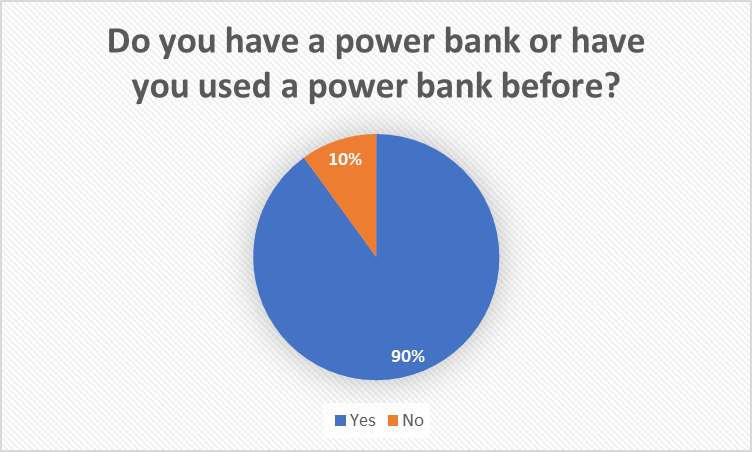 Do you have a power bank or have
you used a power bank before?
10%
90%
Yes No